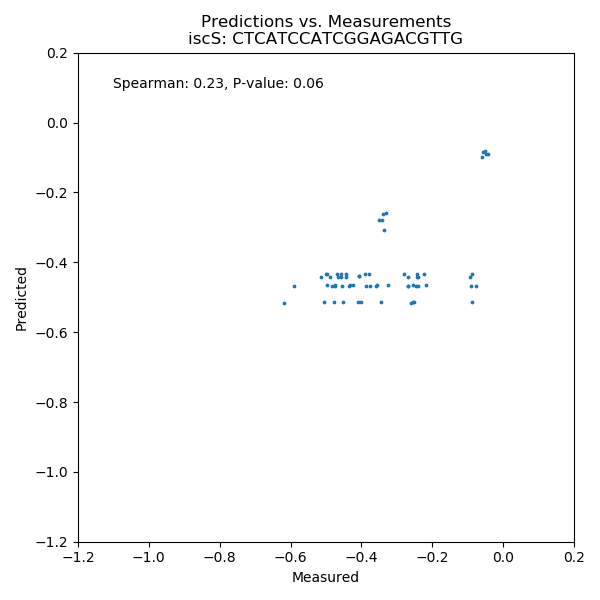 Predictions vs. Measurements
iscS: CTCATCCATCGGAGACGTTG
Spearman: 0.23, P-value: 0.06
0.2
0.0
−0.2
−0.4
−0.6
−0.8
−1.0
−1.2
Predicted
−1.2 −1.0 −0.8 −0.6 −0.4 −0.2 0.0 0.2
Measured